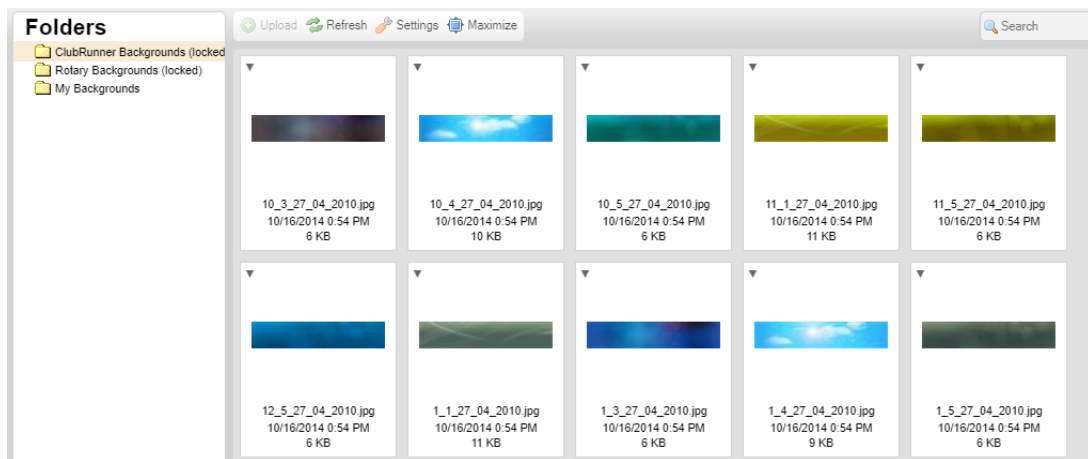 Folders
ClubRunner Backgrounds (locked
Rotary Backgrounds (locked)
My Backgrounds
Upload Refresh Settings Maximize Search
10_3_27_04_2010.jpg 10_4_27_04_2010.jpg 10_5_27_04_2010.jpg 11_1_27_04_2010.jpg 11_5_27_04_2010.jpg
10/16/2014 0:54 PM 10/16/2014 0:54 PM 10/16/2014 0:54 PM 10/16/2014 0:54 PM 10/16/2014 0:54 PM
6 KB 10 KB 6 KB 11 KB 6 KB
12_5_27_04_2010.jpg 1_1_27_04_2010.jpg 1_3_27_04_2010.jpg 1_4_27_04_2010.jpg 1_5_27_04_2010.jpg
10/16/2014 0:54 PM 10/16/2014 0:54 PM 10/16/2014 0:54 PM 10/16/2014 0:54 PM 10/16/2014 0:54 PM
6 KB 11 KB 6 KB 9 KB 6 KB